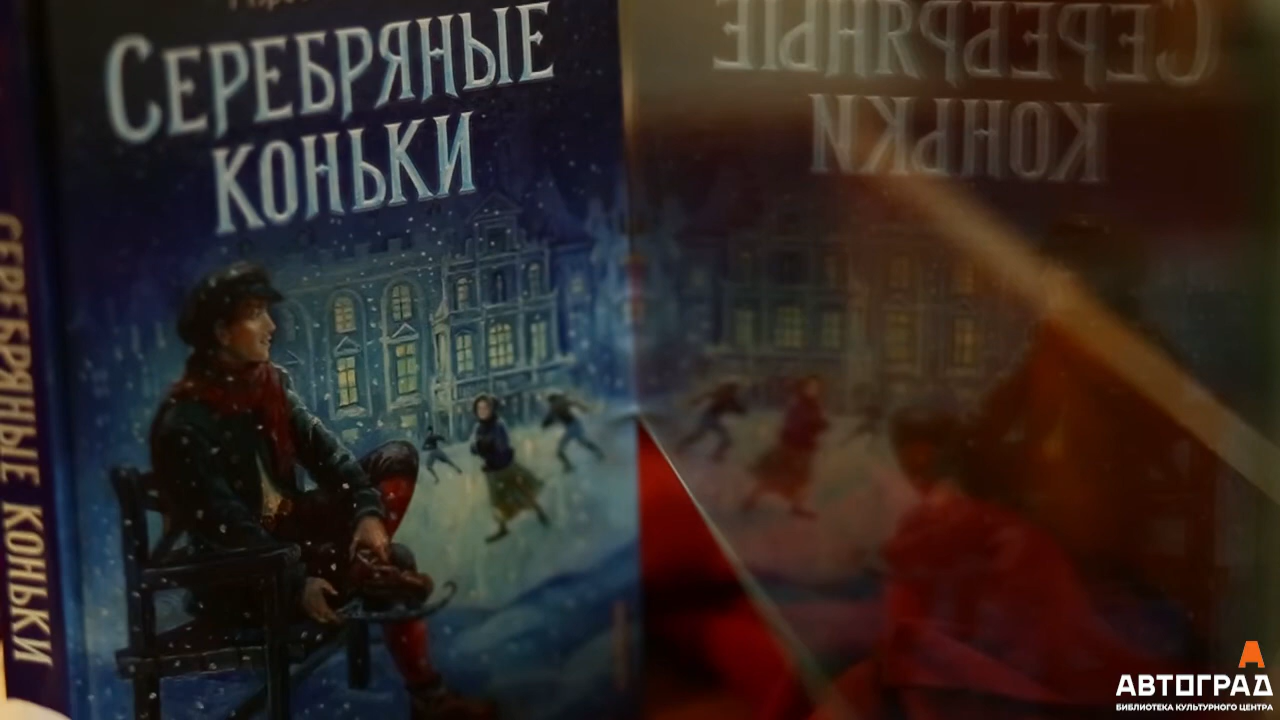 СЕРЕБРЯНЫЕ
КОНЬКИ
СЕРЕБРЯНЫЕ КОНЬКИ
СЕРЕБРЯНЫЕ
КОНЬКИ
АВТОГРАД
БИБЛИОТЕКА КУЛЬТУРНОГО ЦЕНТРА